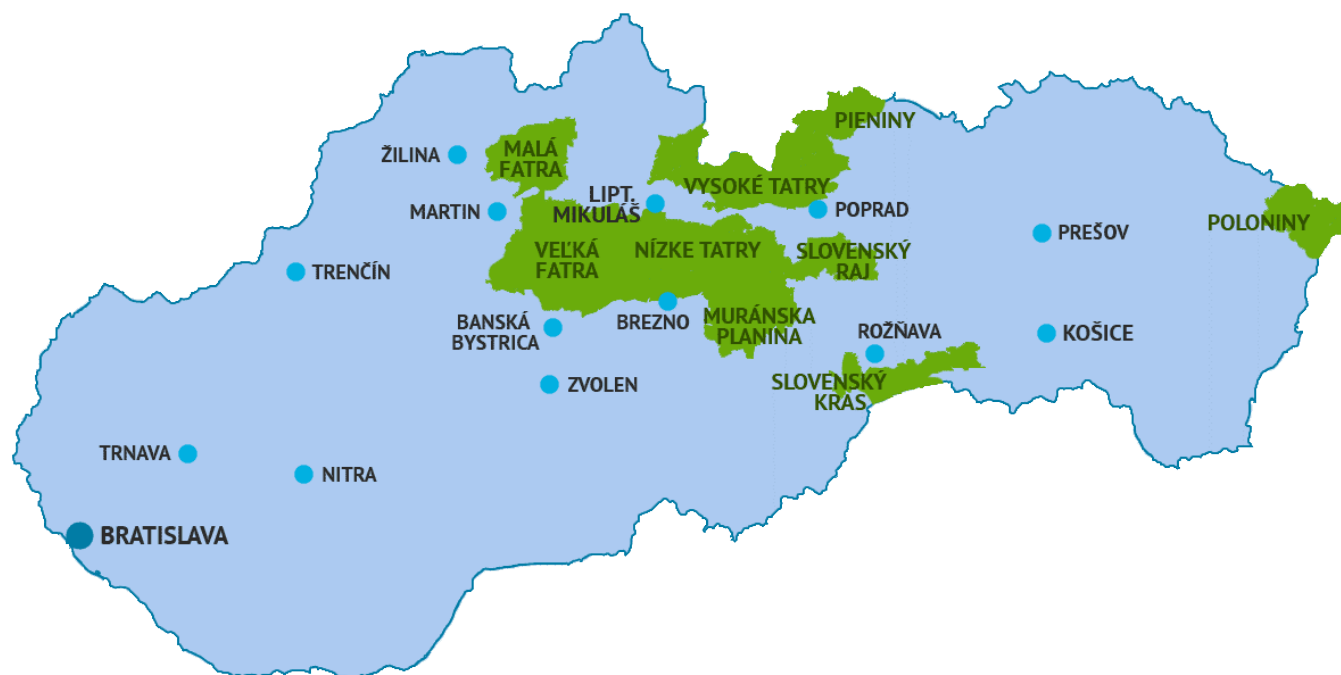 PIENINY
MALÁ
FATRA
ŽILINA
VYSOKÉ TATRY
LIPT.
MIKULÁŠ
MARTIN
POPRAD
POLONINY
PREŠOV
VEĽKÁ
FATRA
NÍZKE TATRY
SLOVENSKÝ
RAJ
TRENČÍN
BANSKÁ
BYSTRICA
BREZNO
MURÁNSKA
PLANINA
ROŽŇAVA
KOŠICE
ZVOLEN
SLOVENSKÝ
KRAS
TRNAVA
NITRA
BRATISLAVA